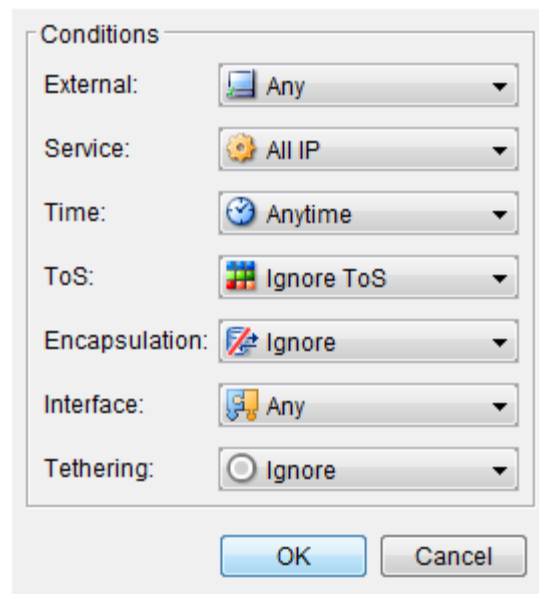 Conditions
External: Any
Service: All IP
Time: Anytime
ToS: Ignore ToS
Encapsulation: Ignore
Interface: Any
Tethering: Ignore
OK Cancel